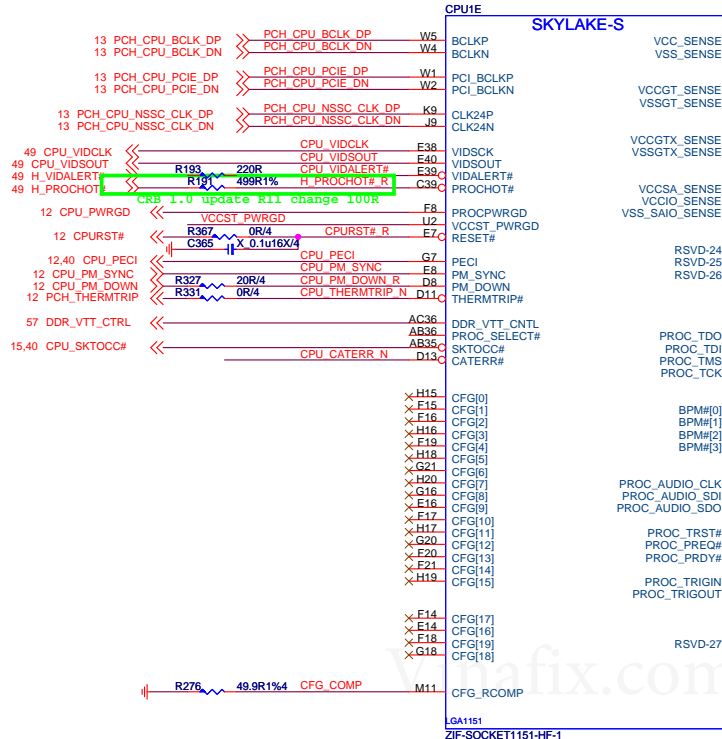 CPU1E
SKYLAKE-S
13 PCH_CPU_BCLK_DP PCH_CPU_BCLK_DP W5 BCLKP VCC_SENSE
13 PCH_CPU_BCLK_DN PCH_CPU_BCLK_DN W4 BCLKN VSS_SENSE
13 PCH_CPU_PCIE_DP PCH_CPU_PCIE_DP W1 PCI_BCLKP
13 PCH_CPU_PCIE_DN PCH_CPU_PCIE_DN W2 PCI_BCLKN VCCGT_SENSE
VSSGT_SENSE
13 PCH_CPU_NSSC_CLK_DP PCH_CPU_NSSC_CLK_DP K9 CLK24P
13 PCH_CPU_NSSC_CLK_DN PCH_CPU_NSSC_CLK_DN J9 CLK24N
VCCGTX_SENSE
49 CPU_VIDCLK CPU_VIDCLK E38 VIDSCK VSSGTX_SENSE
49 CPU_VIDSOUT CPU_VIDSOUT E40 VIDSOUT
49 H_VIDALERT# R193 220R CPU_VIDALERT# E39 VIDALERT#
49 H_PROCHOT# R191 499R1% H_PROCHOT#_R C39 PROCHOT# VCCSA_SENSE
CRB 1.0 update R11 change 100R
VCCIO_SENSE
12 CPU_PWRGD F8 PROCPWRGD VSS_SAIO_SENSE
VCCST_PWRGD U2 VCCST_PWRGD
12 CPURST# R367 0R/4 CPURST#_R E7 RESET#
C365 X_0.1u16X/4
RSVD-24
12,40 CPU_PECI CPU_PECI G7 PECI RSVD-25
12 CPU_PM_SYNC CPU_PM_SYNC E8 PM_SYNC RSVD-26
12 CPU_PM_DOWN R327 20R/4 CPU_PM_DOWN_R D8 PM_DOWN
12 PCH_THERMTRIP R331 0R/4 CPU_THERMTRIP_N D11 THERMTRIP#
57 DDR_VTT_CTRL AC36 DDR_VTT_CNTL
AB36 PROC_SELECT# PROC_TDO
15,40 CPU_SKTOCC# AB35 SKTOCC# PROC_TDI
CPU_CATERR_N D13 CATERR# PROC_TMS
PROC_TCK
H15 CFG[0]
F15 CFG[1] BPM#[0]
F16 CFG[2] BPM#[1]
H16 CFG[3] BPM#[2]
F19 CFG[4] BPM#[3]
H18 CFG[5]
G21 CFG[6]
H20 CFG[7] PROC_AUDIO_CLK
G16 CFG[8] PROC_AUDIO_SDI
E16 CFG[9] PROC_AUDIO_SDO
F17 CFG[10]
H17 CFG[11] PROC_TRST#
G20 CFG[12] PROC_PREQ#
F20 CFG[13] PROC_PRDY#
F21 CFG[14]
H19 CFG[15] PROC_TRIGIN
PROC_TRIGOUT
F14 CFG[17]
E14 CFG[16]
F18 CFG[19] RSVD-27
G18 CFG[18]
Vinafix.com
R276 49.9R1%4 CFG_COMP M11 CFG_RCOMP
LGA1151
ZIF-SOCKET1151-HF-1